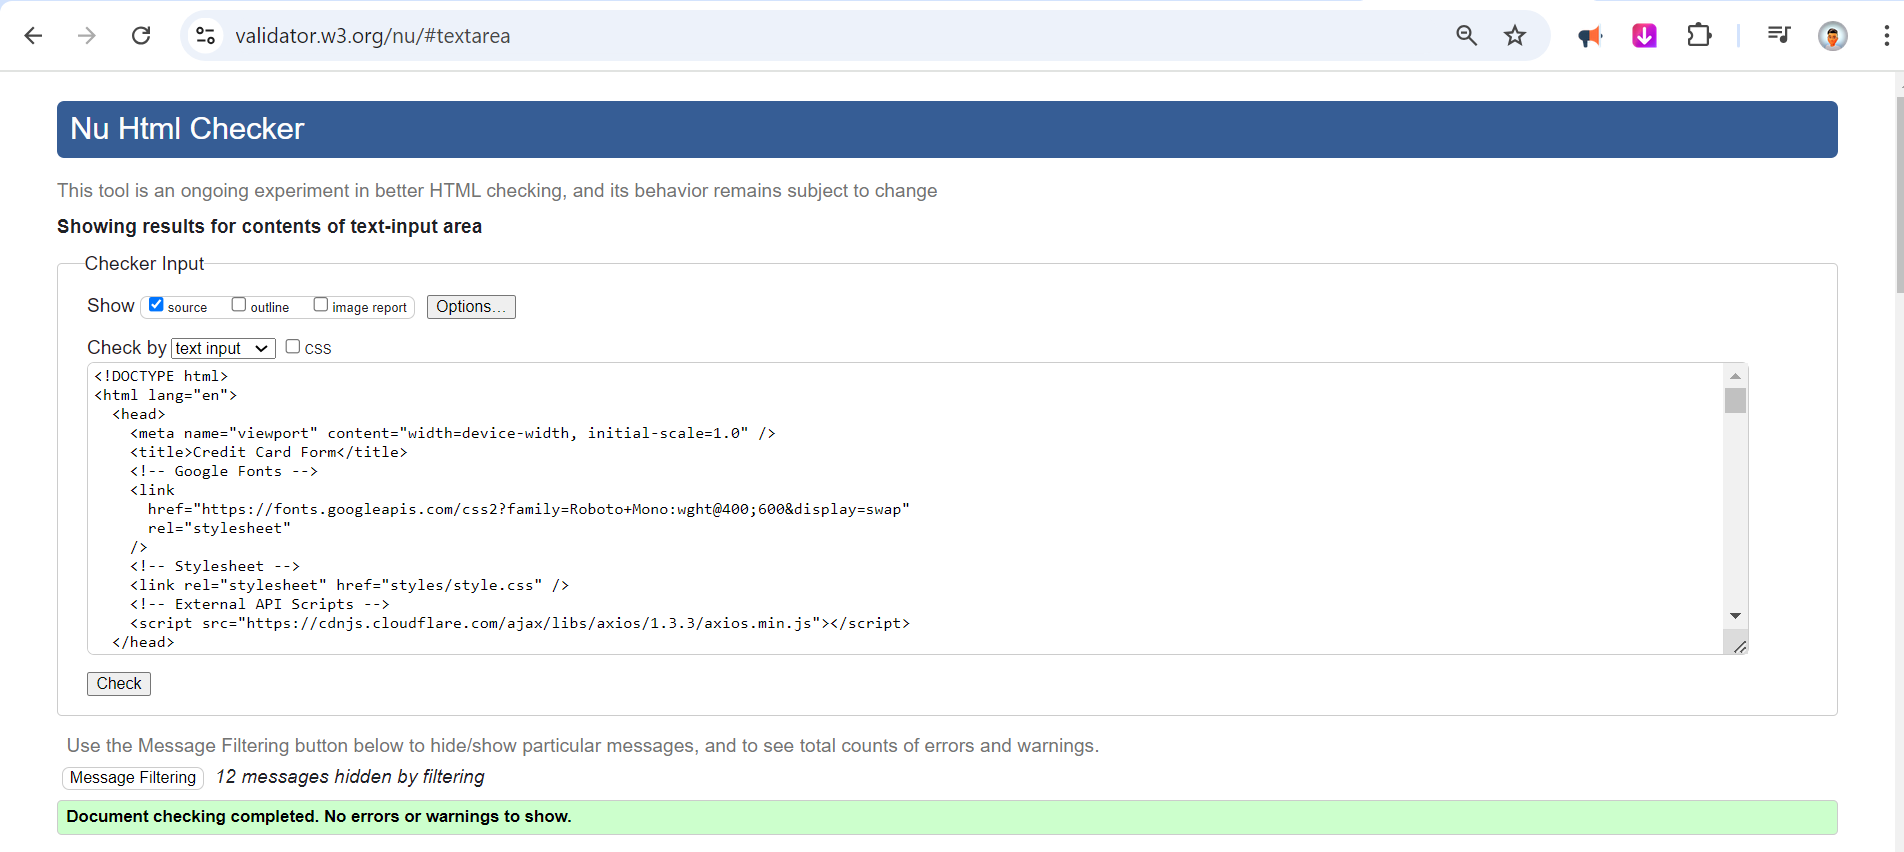 validator.w3.org/nu/#textarea
Nu Html Checker
This tool is an ongoing experiment in better HTML checking, and its behavior remains subject to change
Showing results for contents of text-input area
Checker Input
Show source outline image report Options...
Check by text input CSS
<!DOCTYPE html>
<html lang="en">
  <head>
    <meta name="viewport" content="width=device-width, initial-scale=1.0" />
    <title>Credit Card Form</title>
    <!-- Google Fonts -->
    <link
      href="https://fonts.googleapis.com/css2?family=Roboto+Mono:wght@400;600&display=swap"
      rel="stylesheet"
    />
    <!-- Stylesheet -->
    <link rel="stylesheet" href="styles/style.css" />
    <!-- External API Scripts -->
    <script src="https://cdnjs.cloudflare.com/ajax/libs/axios/1.3.3/axios.min.js"></script>
  </head>
Check
Use the Message Filtering button below to hide/show particular messages, and to see total counts of errors and warnings.
Message Filtering 12 messages hidden by filtering
Document checking completed. No errors or warnings to show.